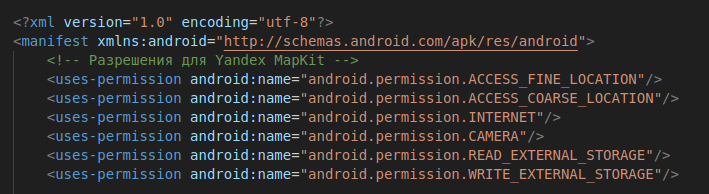 <?xml version="1.0" encoding="utf-8"?>
<manifest xmlns:android="http://schemas.android.com/apk/res/android">
    <!-- Разрешения для Yandex MapKit -->
    <uses-permission android:name="android.permission.ACCESS_FINE_LOCATION"/>
    <uses-permission android:name="android.permission.ACCESS_COARSE_LOCATION"/>
    <uses-permission android:name="android.permission.INTERNET"/>
    <uses-permission android:name="android.permission.CAMERA"/>
    <uses-permission android:name="android.permission.READ_EXTERNAL_STORAGE"/>
    <uses-permission android:name="android.permission.WRITE_EXTERNAL_STORAGE"/>